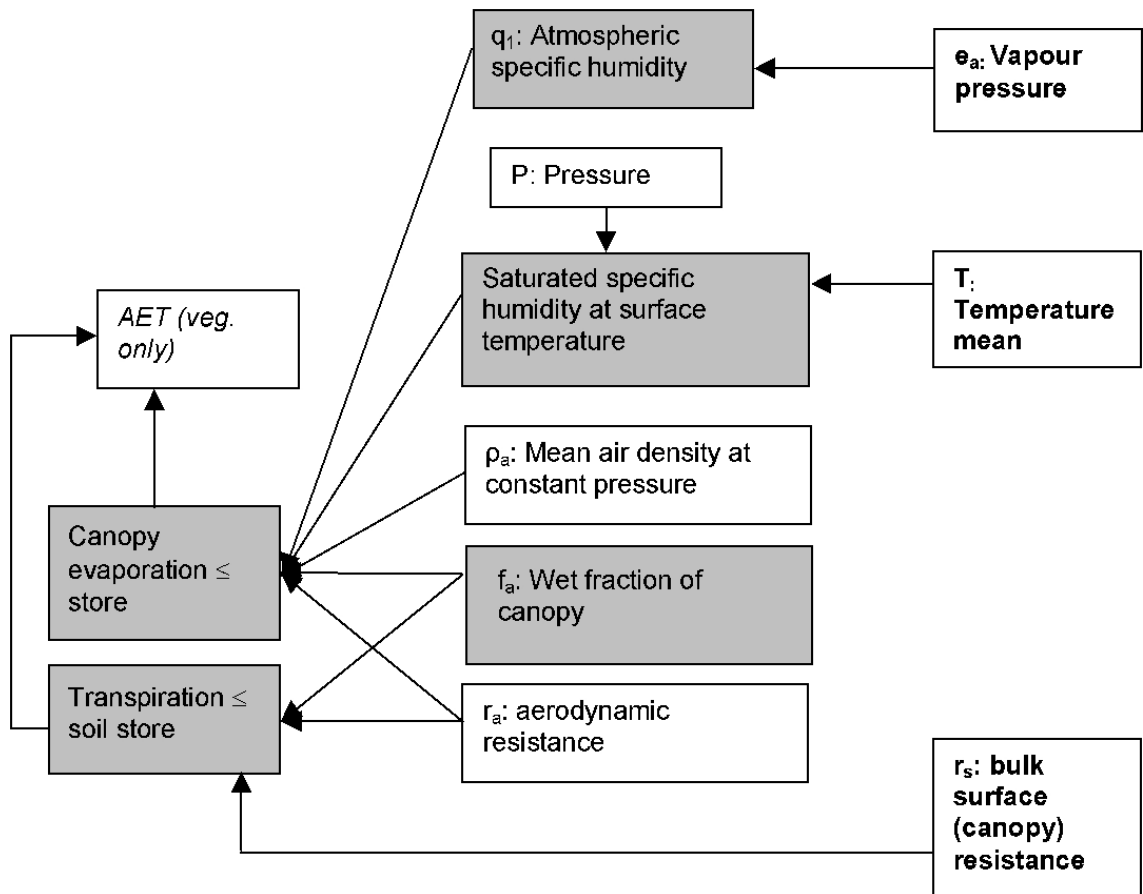 q₁: Atmospheric
specific humidity
eₐ: Vapour
pressure
P: Pressure
Saturated specific
humidity at surface
temperature
T:
Temperature
mean
AET (veg.
only)
ρₐ: Mean air density at
constant pressure
Canopy
evaporation ≤
store
fₐ: Wet fraction of
canopy
Transpiration ≤
soil store
rₐ: aerodynamic
resistance
rₛ: bulk
surface
(canopy)
resistance